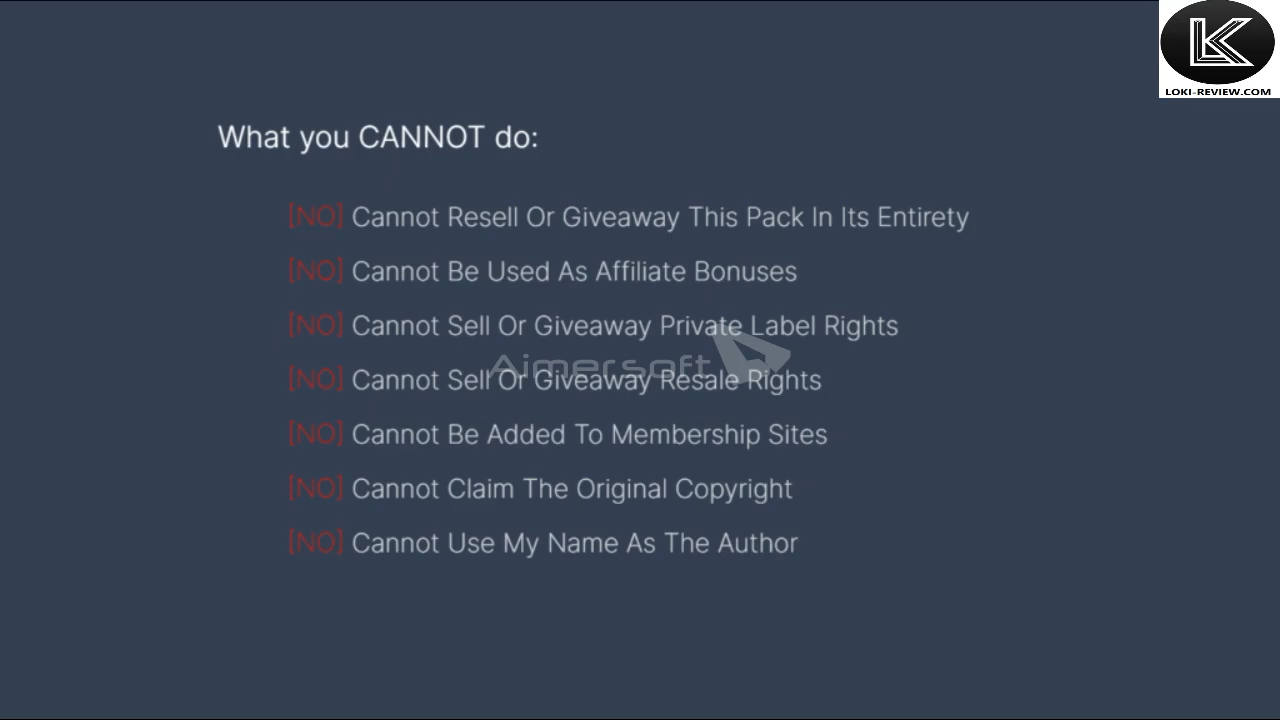 LK
LOKI-REVIEW.COM
What you CANNOT do:
[NO] Cannot Resell Or Giveaway This Pack In Its Entirety
[NO] Cannot Be Used As Affiliate Bonuses
[NO] Cannot Sell Or Giveaway Private Label Rights
Aimersoft
[NO] Cannot Sell Or Giveaway Resale Rights
[NO] Cannot Be Added To Membership Sites
[NO] Cannot Claim The Original Copyright
[NO] Cannot Use My Name As The Author